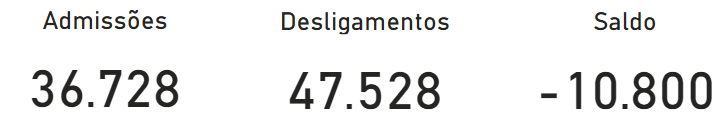 Admissões Desligamentos Saldo
36.728 47.528 -10.800